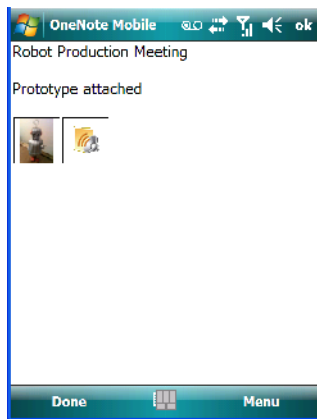 OneNote Mobile
ok
Robot Production Meeting
Prototype attached
Done
Menu